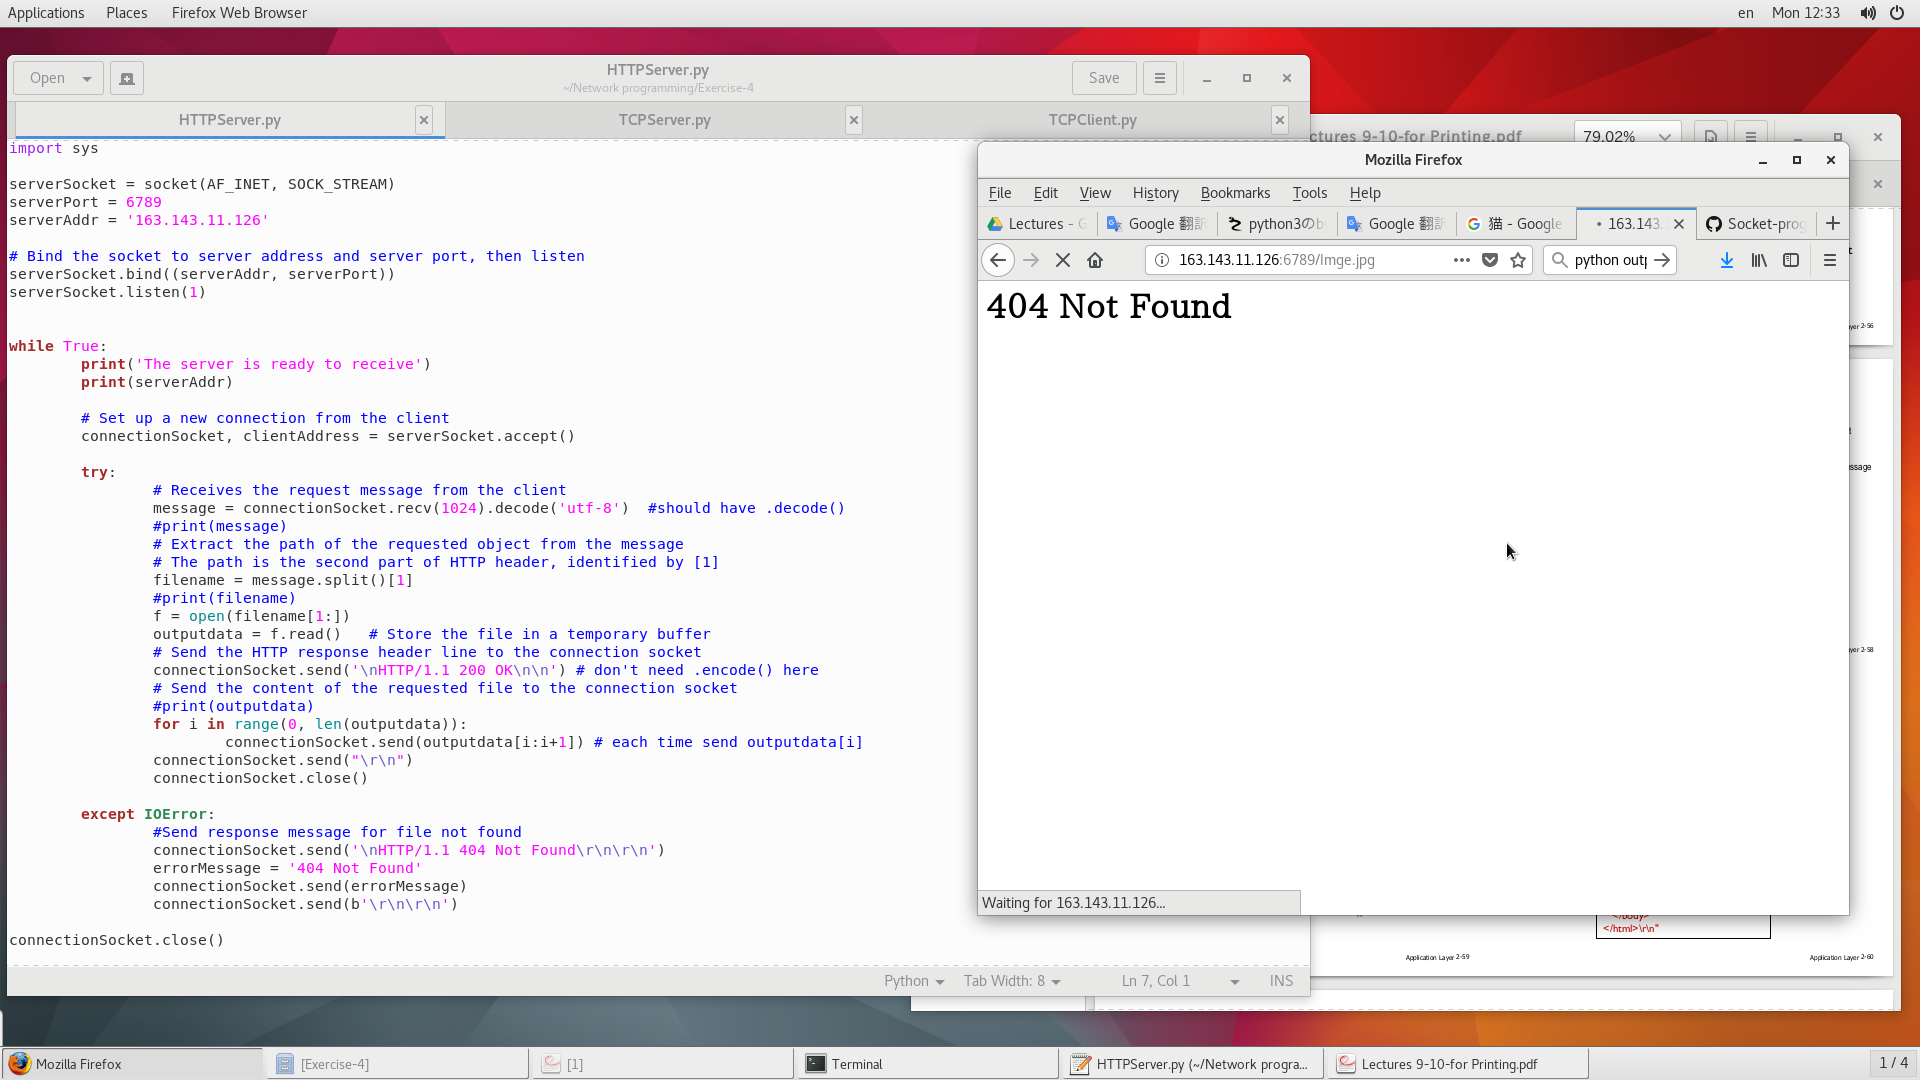 Applications Places Firefox Web Browser en Mon 12:33
Open HTTPServer.py Save
~/Network programming/Exercise-4
HTTPServer.py TCPServer.py TCPClient.py
import sys
serverSocket = socket(AF_INET, SOCK_STREAM)
serverPort = 6789
serverAddr = '163.143.11.126'
# Bind the socket to server address and server port, then listen
serverSocket.bind((serverAddr, serverPort))
serverSocket.listen(1)
while True:
print('The server is ready to receive')
print(serverAddr)
# Set up a new connection from the client
connectionSocket, clientAddress = serverSocket.accept()
try:
# Receives the request message from the client
message = connectionSocket.recv(1024).decode('utf-8')  #should have .decode()
#print(message)
# Extract the path of the requested object from the message
# The path is the second part of HTTP header, identified by [1]
filename = message.split()[1]
#print(filename)
f = open(filename[1:])
outputdata = f.read()   # Store the file in a temporary buffer
# Send the HTTP response header line to the connection socket
connectionSocket.send('\nHTTP/1.1 200 OK\n\n') # don't need .encode() here
# Send the content of the requested file to the connection socket
#print(outputdata)
for i in range(0, len(outputdata)):
connectionSocket.send(outputdata[i:i+1]) # each time send outputdata[i]
connectionSocket.send("\r\n")
connectionSocket.close()
except IOError:
#Send response message for file not found
connectionSocket.send('\nHTTP/1.1 404 Not Found\r\n\r\n')
errorMessage = '404 Not Found'
connectionSocket.send(errorMessage)
connectionSocket.send(b'\r\n\r\n')
connectionSocket.close()
Python Tab Width: 8 Ln 7, Col 1 INS
ctures 9-10-for Printing.pdf 79.02%
Mozilla Firefox
File Edit View History Bookmarks Tools Help
Lectures - G Google 翻訳 python3のb Google 翻訳 猫 - Google 163.143. Socket-prog
163.143.11.126:6789/Imge.jpg python outp
404 Not Found
Waiting for 163.143.11.126...
yer 2-56
ssage
yer 2-58
</body>
</html>\r\n"
Application Layer 2-59 Application Layer 2-60
Mozilla Firefox [Exercise-4] [1] Terminal HTTPServer.py (~/Network progra... Lectures 9-10-for Printing.pdf 1 / 4